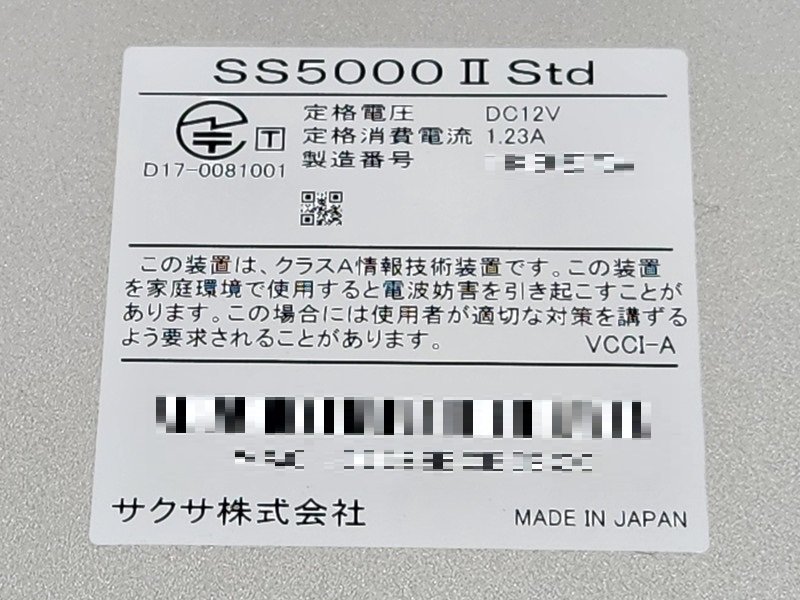 SS5000 II Std
定格電圧 DC12V
定格消費電流 1.23A
製造番号
T
D17-0081001
この装置は、クラスA情報技術装置です。この装置
を家庭環境で使用すると電波妨害を引き起こすことが
あります。この場合には使用者が適切な対策を講ずる
よう要求されることがあります。 VCCI-A
サクサ株式会社 MADE IN JAPAN